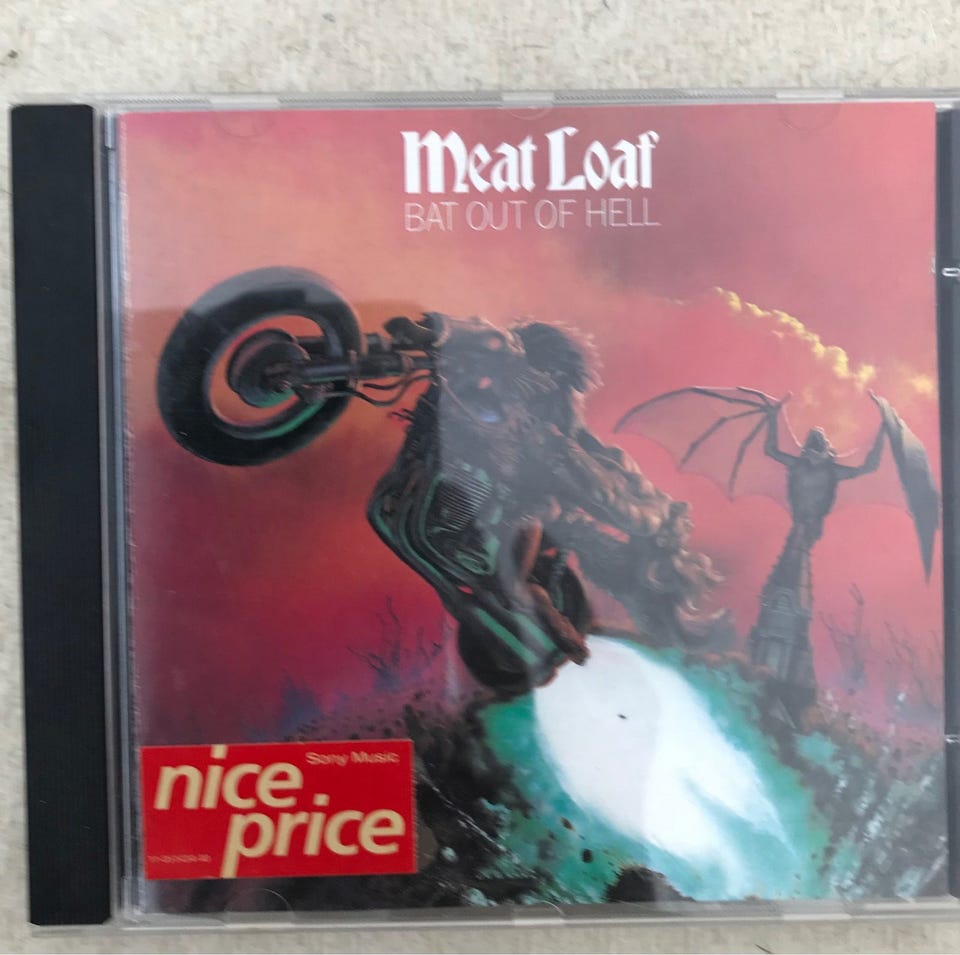 Meat Loaf
BAT OUT OF HELL
Sony Music
nice
price